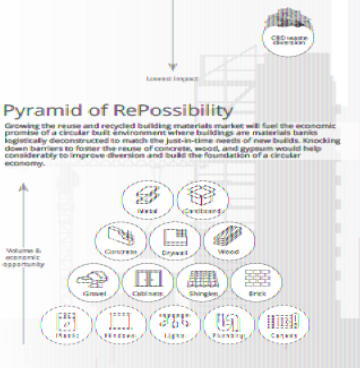 C&D waste
diversion
Lowest impact
Pyramid of RePossibility
Growing the reuse and recycled building materials market will fuel the economic
promise of a circular built environment where buildings are materials banks
logistically deconstructed to match the just-in-time needs of new builds. Knocking
down barriers to foster the reuse of concrete, wood, and gypsum would help
considerably to improve diversion and build the foundation of a circular
economy.
Volume &
economic
opportunity
Metal Cardboard
Concrete Drywall Wood
Gravel Cabinets Shingles Brick
Plastic Windows Lights Plumbing Carpets